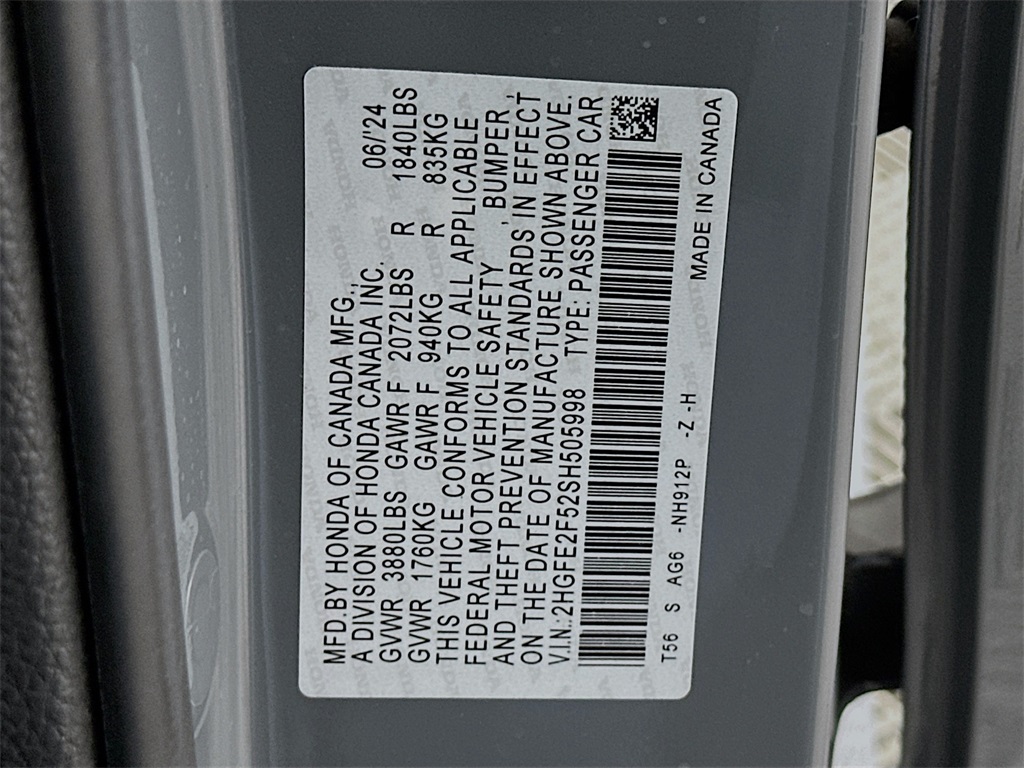 MFD.BY HONDA OF CANADA MFG.,
A DIVISION OF HONDA CANADA INC. 06/'24
GVWR 3880LBS GAWR F 2072LBS R 1840LBS
GVWR 1760KG GAWR F 940KG R 835KG
THIS VEHICLE CONFORMS TO ALL APPLICABLE
FEDERAL MOTOR VEHICLE SAFETY , BUMPER ,
AND THEFT PREVENTION STANDARDS IN EFFECT
ON THE DATE OF MANUFACTURE SHOWN ABOVE.
V.I.N:2HGFE2F52SH505998 TYPE: PASSENGER CAR
T56 S AG6 -NH912P -Z -H MADE IN CANADA